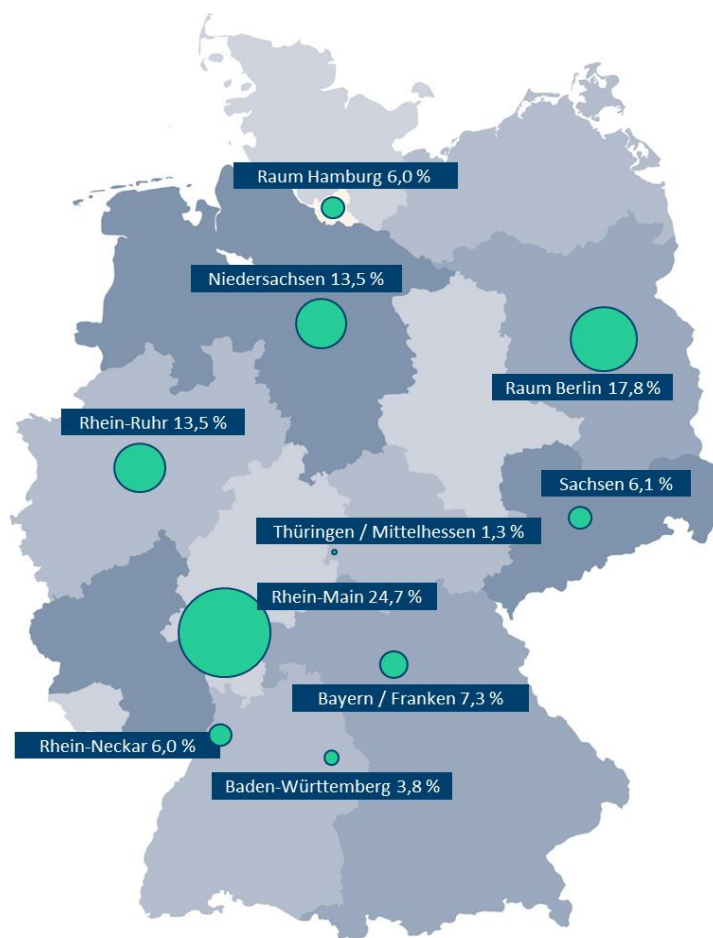 Raum Hamburg 6,0 %
Niedersachsen 13,5 %
Raum Berlin 17,8 %
Rhein-Ruhr 13,5 %
Sachsen 6,1 %
Thüringen / Mittelhessen 1,3 %
Rhein-Main 24,7 %
Bayern / Franken 7,3 %
Rhein-Neckar 6,0 %
Baden-Württemberg 3,8 %